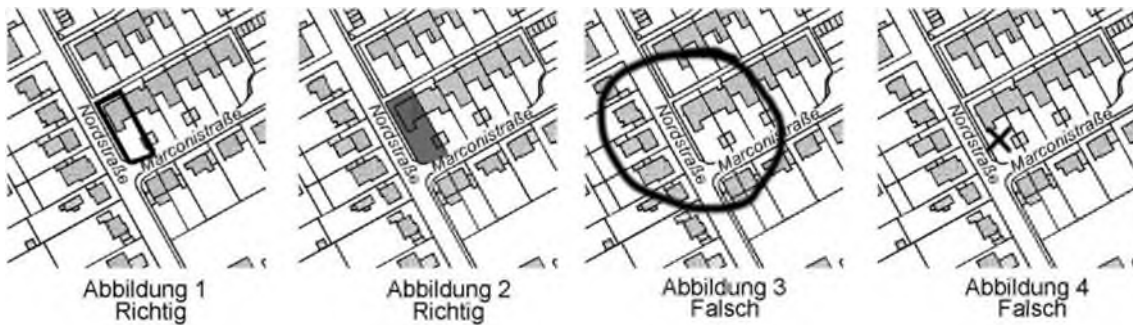 Nordstraße
Marconistraße
Nordstraße
Marconistraße
Nordstraße
Marconistraße
Nordstraße
Marconistraße
Abbildung 1
Richtig
Abbildung 2
Richtig
Abbildung 3
Falsch
Abbildung 4
Falsch